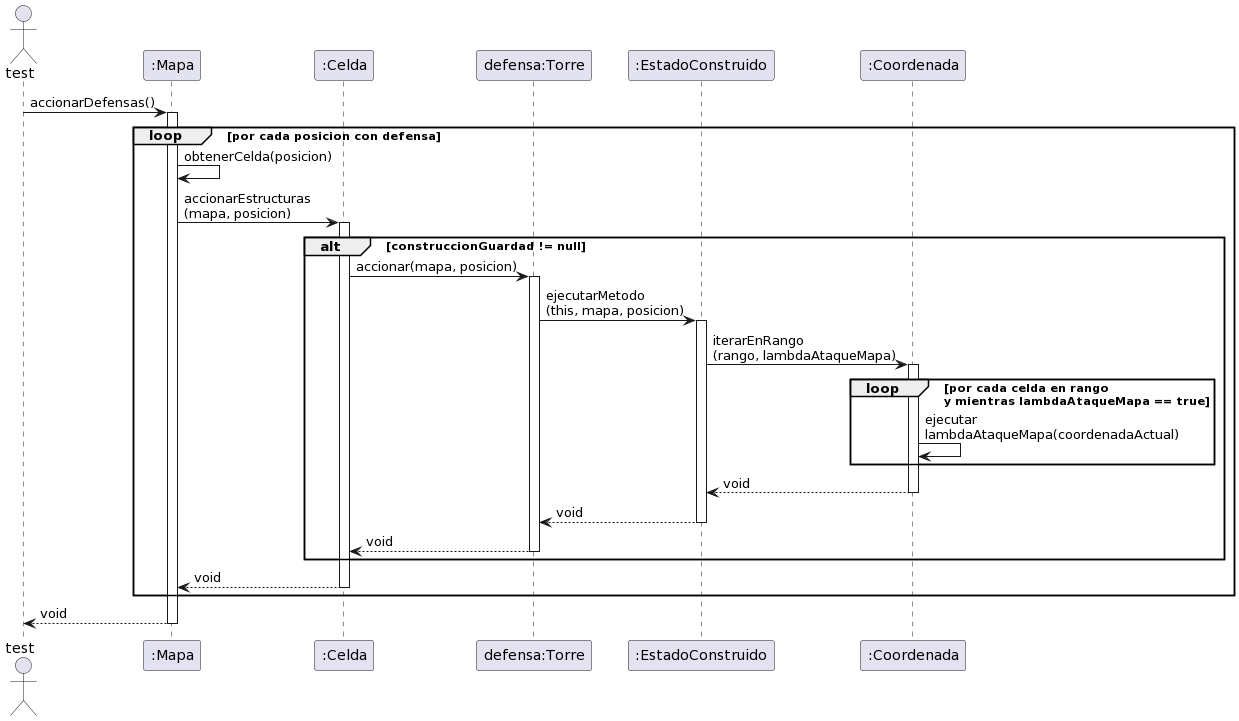 test
:Mapa
:Celda
defensa:Torre
:EstadoConstruido
:Coordenada
accionarDefensas()
loop
[por cada posicion con defensa]
obtenerCelda(posicion)
accionarEstructuras
(mapa, posicion)
alt
[construccionGuardad != null]
accionar(mapa, posicion)
ejecutarMetodo
(this, mapa, posicion)
iterarEnRango
(rango, lambdaAtaqueMapa)
loop
[por cada celda en rango
y mientras lambdaAtaqueMapa == true]
ejecutar
lambdaAtaqueMapa(coordenadaActual)
void
void
void
void
void
test
:Mapa
:Celda
defensa:Torre
:EstadoConstruido
:Coordenada